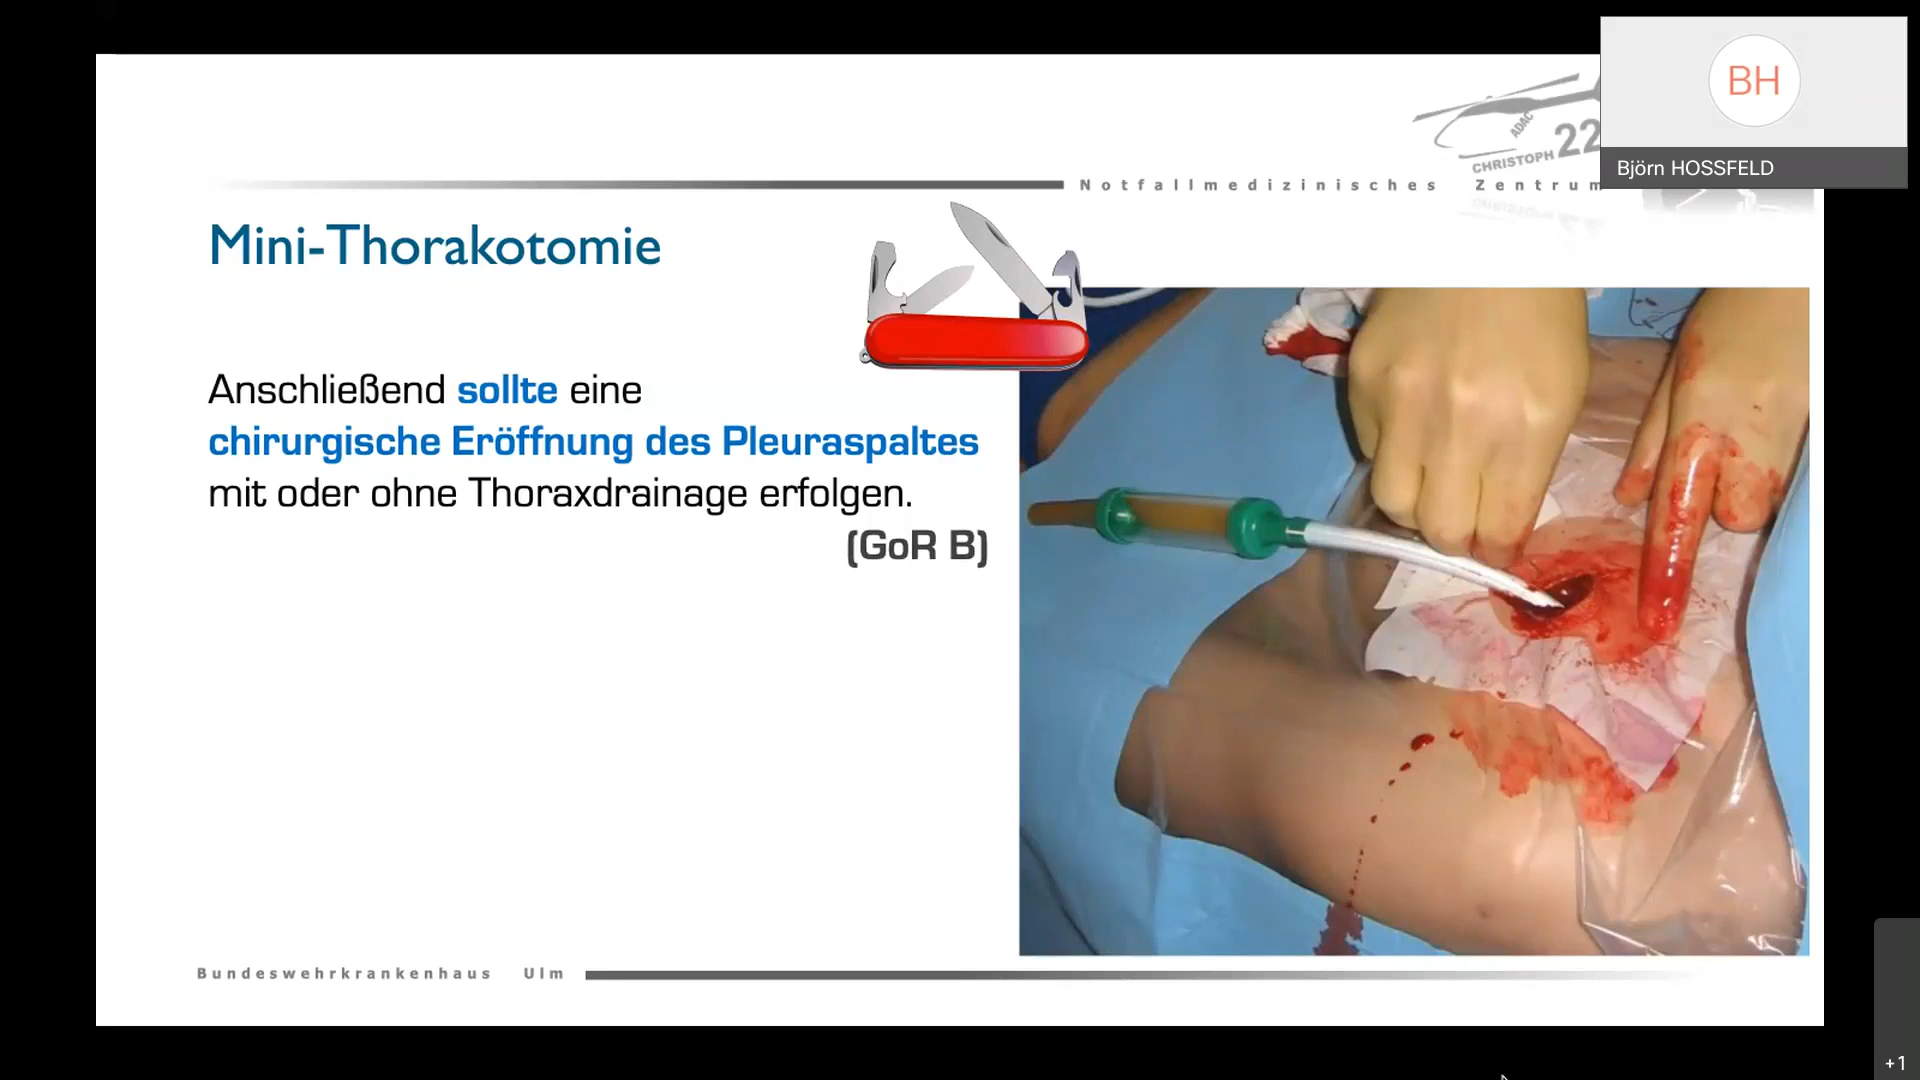 BH
Björn HOSSFELD
ADAC
CHRISTOPH 22
Notfallmedizinisches Zentrum
Mini-Thorakotomie
Anschließend sollte eine
chirurgische Eröffnung des Pleuraspaltes
mit oder ohne Thoraxdrainage erfolgen.
(GoR B)
Bundeswehrkrankenhaus Ulm
+1